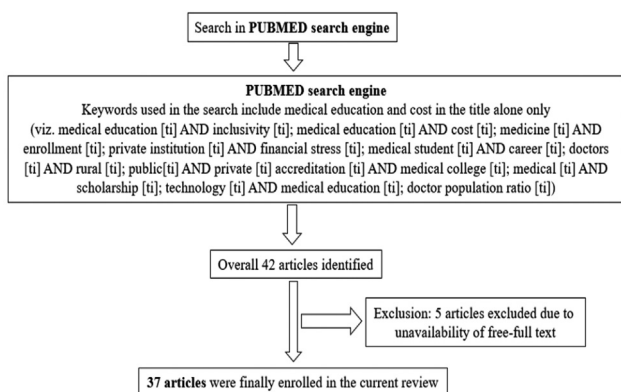 Search in PUBMED search engine
PUBMED search engine
Keywords used in the search include medical education and cost in the title alone only
(viz. medical education [ti] AND inclusivity [ti]; medical education [ti] AND cost [ti]; medicine [ti] AND
enrollment [ti]; private institution [ti] AND financial stress [ti]; medical student [ti] AND career [ti]; doctors
[ti] AND rural [ti]; public[ti] AND private [ti] accreditation [ti] AND medical college [ti]; medical [ti] AND
scholarship [ti]; technology [ti] AND medical education [ti]; doctor population ratio [ti])
Overall 42 articles identified
Exclusion: 5 articles excluded due to
unavailability of free-full text
37 articles were finally enrolled in the current review